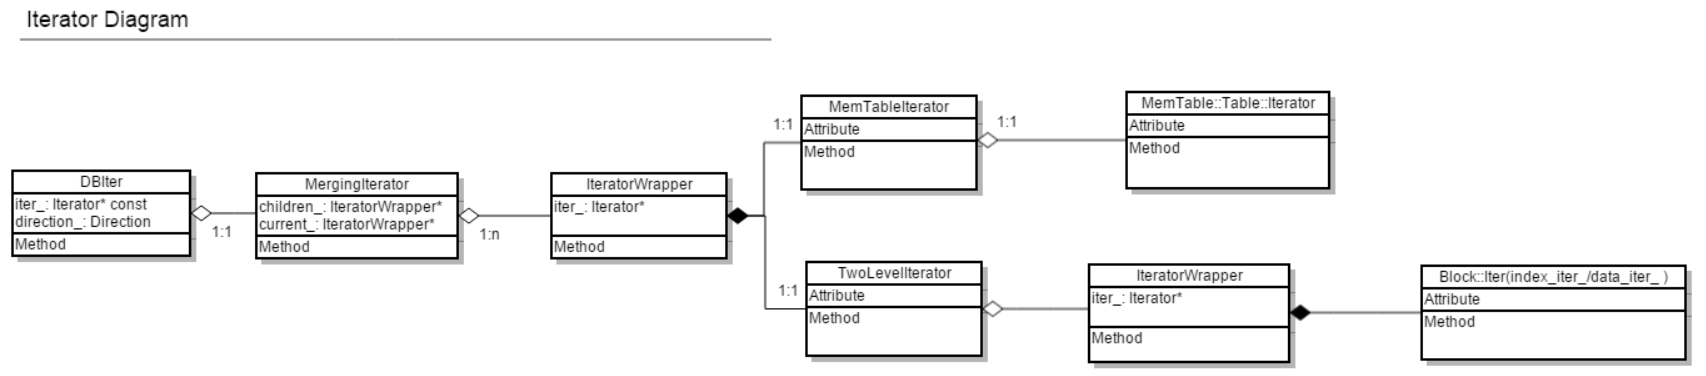 Iterator Diagram
DBIter
iter_: Iterator* const
direction_: Direction
Method
1:1
MergingIterator
children_: IteratorWrapper*
current_: IteratorWrapper*
Method
1:n
IteratorWrapper
iter_: Iterator*
Method
1:1
MemTableIterator
Attribute
Method
1:1
MemTable::Table::Iterator
Attribute
Method
1:1
TwoLevelIterator
Attribute
Method
IteratorWrapper
iter_: Iterator*
Method
Block::Iter(index_iter_/data_iter_ )
Attribute
Method